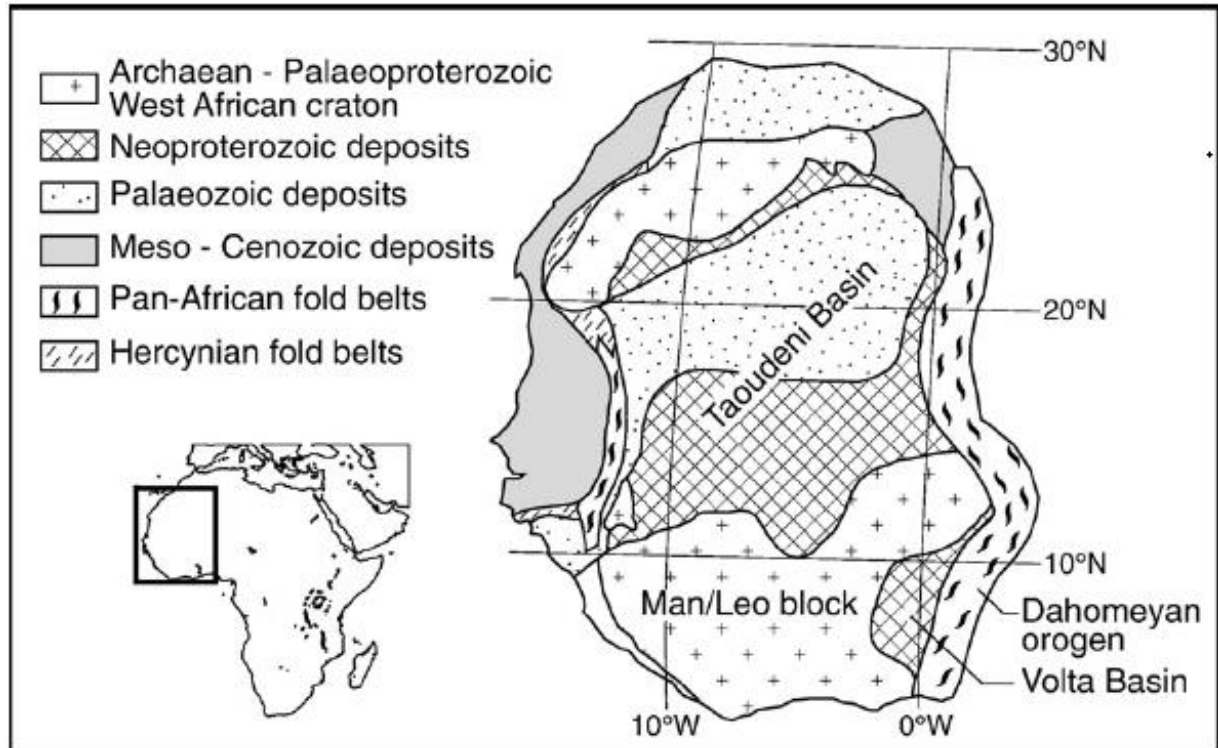 Archaean - Palaeoproterozoic
West African craton
Neoproterozoic deposits
Palaeozoic deposits
Meso - Cenozoic deposits
Pan-African fold belts
Hercynian fold belts
30°N
20°N
10°N
Taoudeni Basin
Man/Leo block
Dahomeyan
orogen
Volta Basin
10°W
0°W